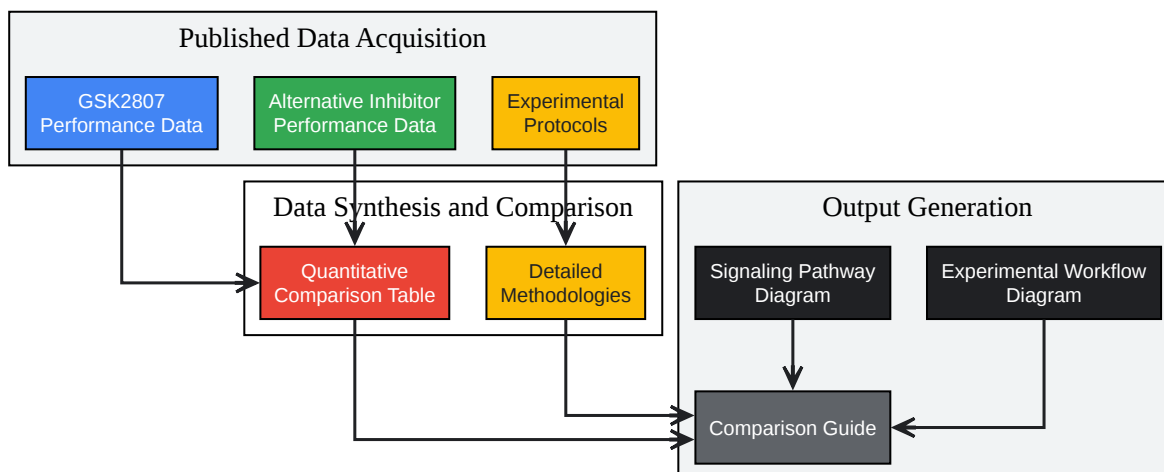 Published Data Acquisition
GSK2807
Performance Data
Alternative Inhibitor
Performance Data
Experimental
Protocols
Data Synthesis and Comparison
Quantitative
Comparison Table
Detailed
Methodologies
Output Generation
Signaling Pathway
Diagram
Experimental Workflow
Diagram
Comparison Guide